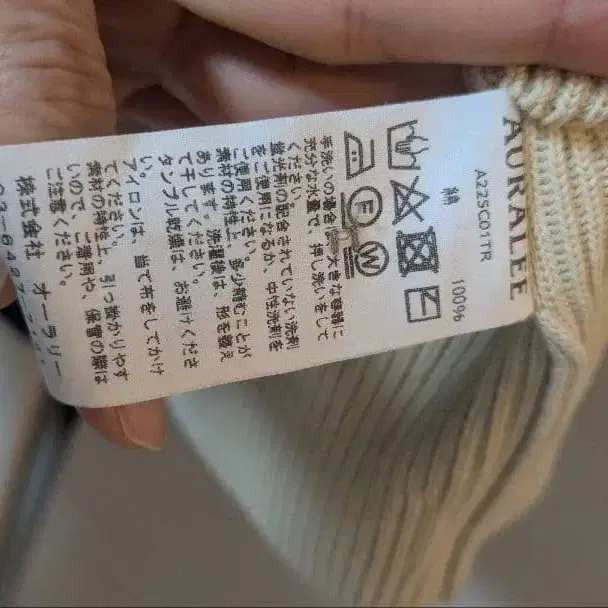 AURALEE
A22SC01TR
綿 100%
F W
手洗いの場合は、大きな容器に
充分な水量で、押し洗いをして
ください。
蛍光剤の配合されていない洗剤
をご使用になるか、中性洗剤を
ご使用ください。
素材の特性上、多少縮むことが
あります。洗濯後は、形を整え
て干してください。
タンブル乾燥は、お避けくださ
い。
アイロンは、当て布をしてかけ
てください。
素材の特性上、引っ掛かりやす
いので、ご着用や、保管の際は
ご注意ください。
株式会社 オーラリー